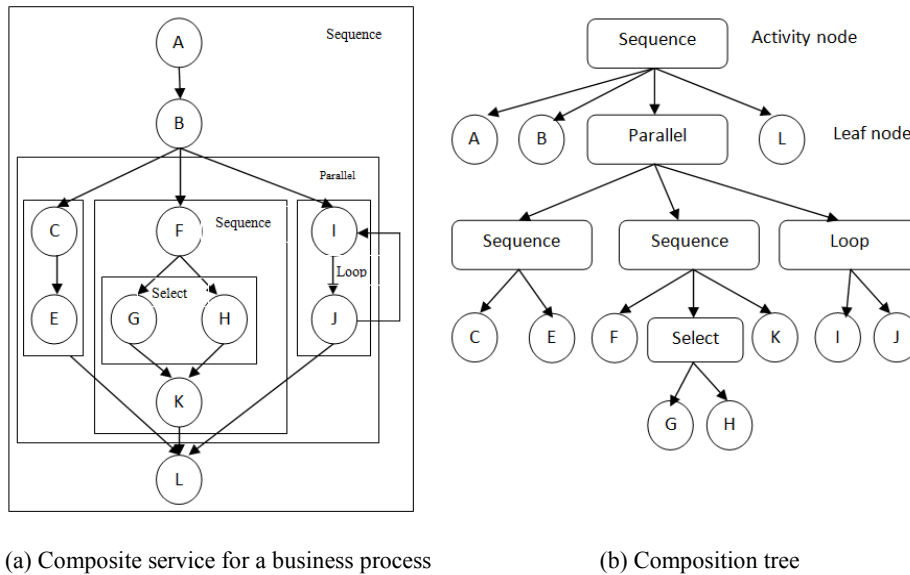 Sequence
A
B
Parallel
C
F
Sequence
I
Loop
Select
E
G
H
J
K
L
(a) Composite service for a business process
Sequence
Activity node
A
B
Parallel
L
Leaf node
Sequence
Sequence
Loop
C
E
F
Select
K
I
J
G
H
(b) Composition tree